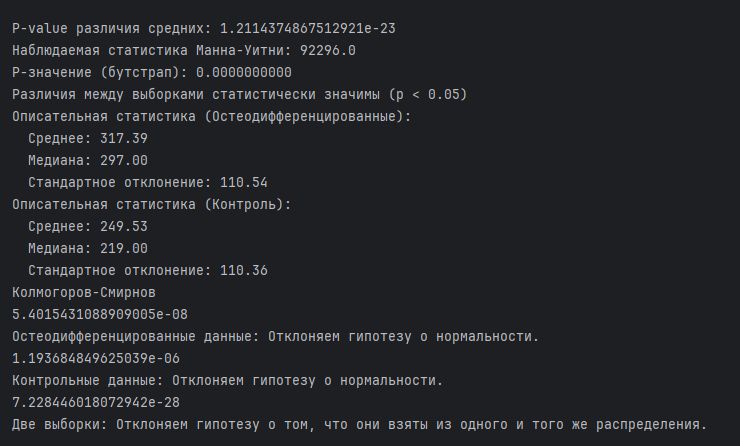 P-value различия средних: 1.2114374867512921e-23
Наблюдаемая статистика Манна-Уитни: 92296.0
P-значение (бутстрап): 0.0000000000
Различия между выборками статистически значимы (p < 0.05)
Описательная статистика (Остеодифференцированные):
  Среднее: 317.39
  Медиана: 297.00
  Стандартное отклонение: 110.54
Описательная статистика (Контроль):
  Среднее: 249.53
  Медиана: 219.00
  Стандартное отклонение: 110.36
Колмогоров-Смирнов
5.4015431088909005e-08
Остеодифференцированные данные: Отклоняем гипотезу о нормальности.
1.193684849625039e-06
Контрольные данные: Отклоняем гипотезу о нормальности.
7.228446018072942e-28
Две выборки: Отклоняем гипотезу о том, что они взяты из одного и того же распределения.